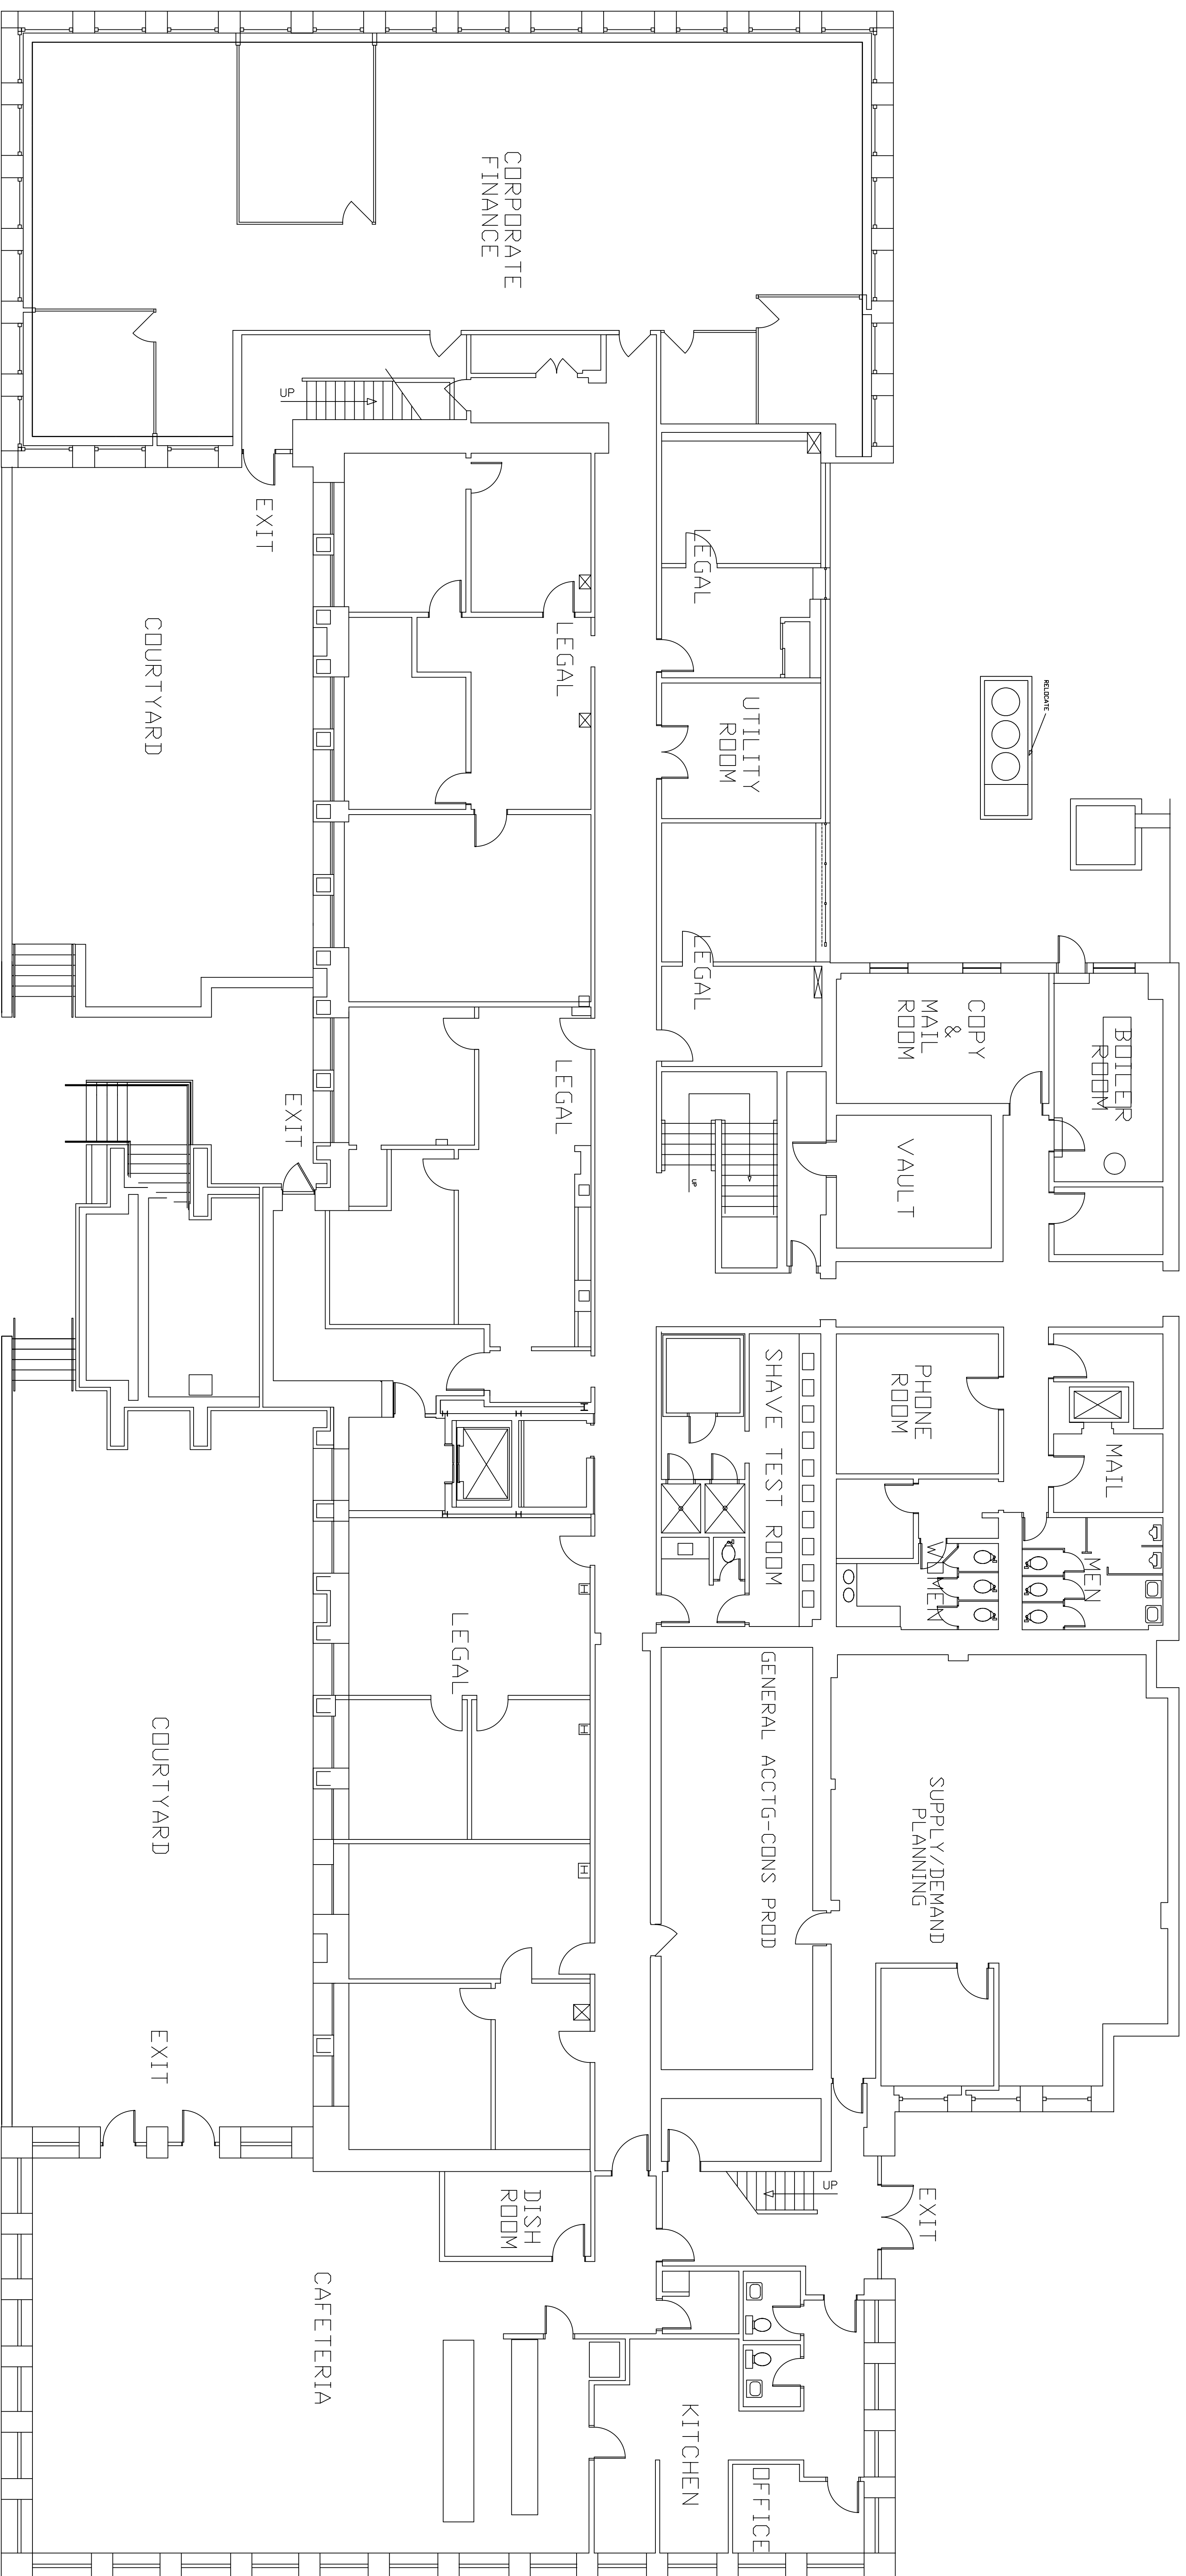 CORPORATE
FINANCE
UP
EXIT
COURTYARD
LEGAL
LEGAL
UTILITY
ROOM
RELOCATE
LEGAL
COPY
&
MAIL
ROOM
BOILER
ROOM
LEGAL
EXIT
VAULT
UP
SHAVE TEST ROOM
PHONE
ROOM
MAIL
WOMEN
MEN
LEGAL
GENERAL ACCTG-CONS PROD
SUPPLY/DEMAND
PLANNING
COURTYARD
EXIT
UP
EXIT
DISH
ROOM
CAFETERIA
KITCHEN
OFFICE